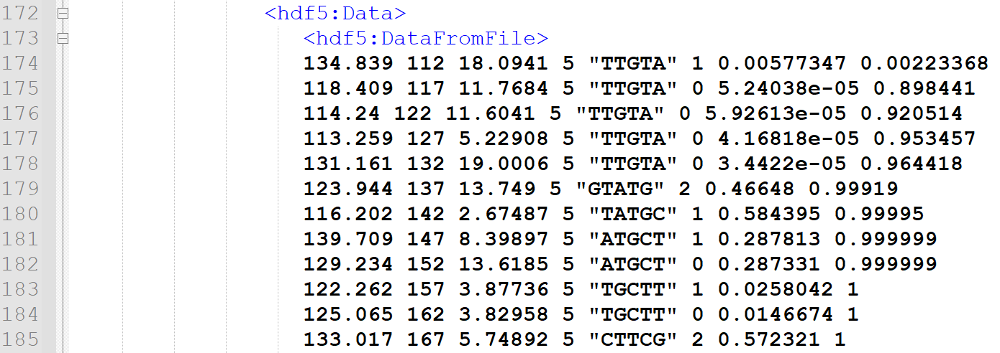 172 <hdf5:Data>
173 <hdf5:DataFromFile>
174 134.839 112 18.0941 5 "TTGTA" 1 0.00577347 0.00223368
175 118.409 117 11.7684 5 "TTGTA" 0 5.24038e-05 0.898441
176 114.24 122 11.6041 5 "TTGTA" 0 5.92613e-05 0.920514
177 113.259 127 5.22908 5 "TTGTA" 0 4.16818e-05 0.953457
178 131.161 132 19.0006 5 "TTGTA" 0 3.4422e-05 0.964418
179 123.944 137 13.749 5 "GTATG" 2 0.46648 0.99919
180 116.202 142 2.67487 5 "TATGC" 1 0.584395 0.99995
181 139.709 147 8.39897 5 "ATGCT" 1 0.287813 0.999999
182 129.234 152 13.6185 5 "ATGCT" 0 0.287331 0.999999
183 122.262 157 3.87736 5 "TGCTT" 1 0.0258042 1
184 125.065 162 3.82958 5 "TGCTT" 0 0.0146674 1
185 133.017 167 5.74892 5 "CTTCG" 2 0.572321 1